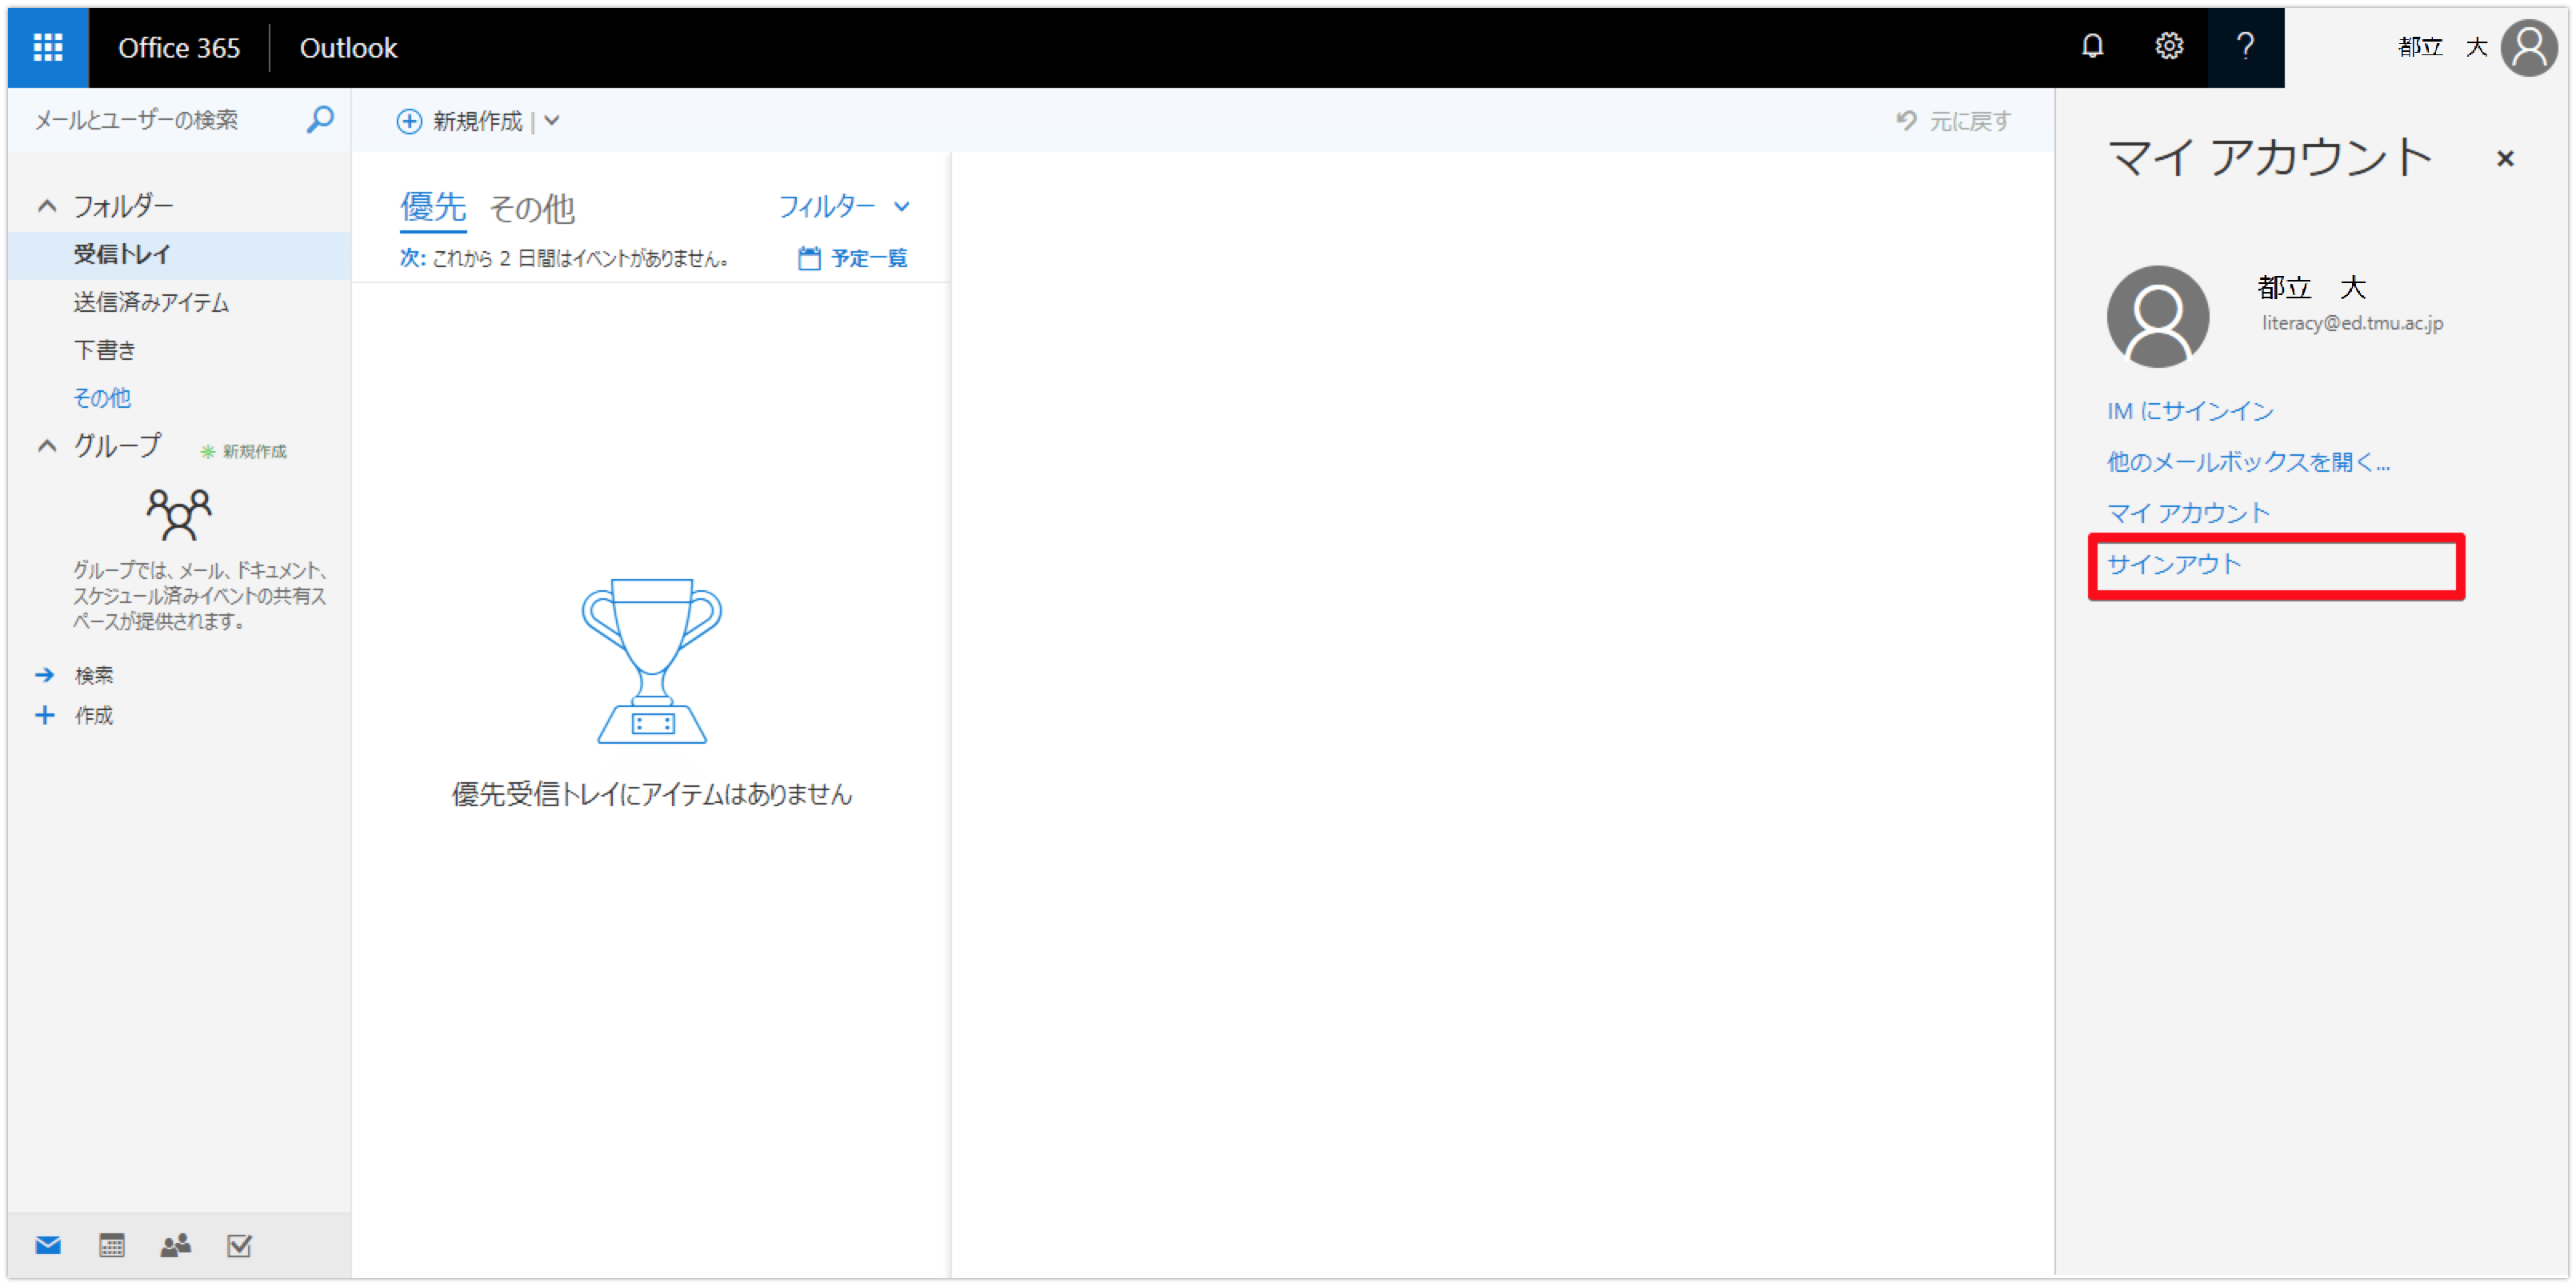 Office 365
Outlook
?
都立　大
メールとユーザーの検索
新規作成
元に戻す
フォルダー
受信トレイ
送信済みアイテム
下書き
その他
グループ
新規作成
グループでは、メール、ドキュメント、
スケジュール済みイベントの共有ス
ペースが提供されます。
検索
作成
優先 その他
フィルター
次: これから 2 日間はイベントがありません。
予定一覧
優先受信トレイにアイテムはありません
マイ アカウント
都立　大
literacy@ed.tmu.ac.jp
IM にサインイン
他のメールボックスを開く...
マイ アカウント
サインアウト